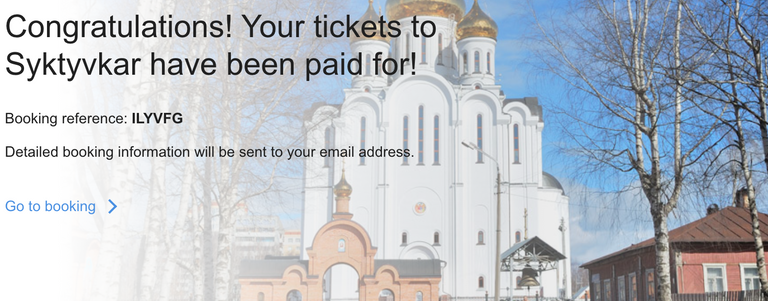 Congratulations! Your tickets to
Syktyvkar have been paid for!
Booking reference: ILYVFG
Detailed booking information will be sent to your email address.
Go to booking